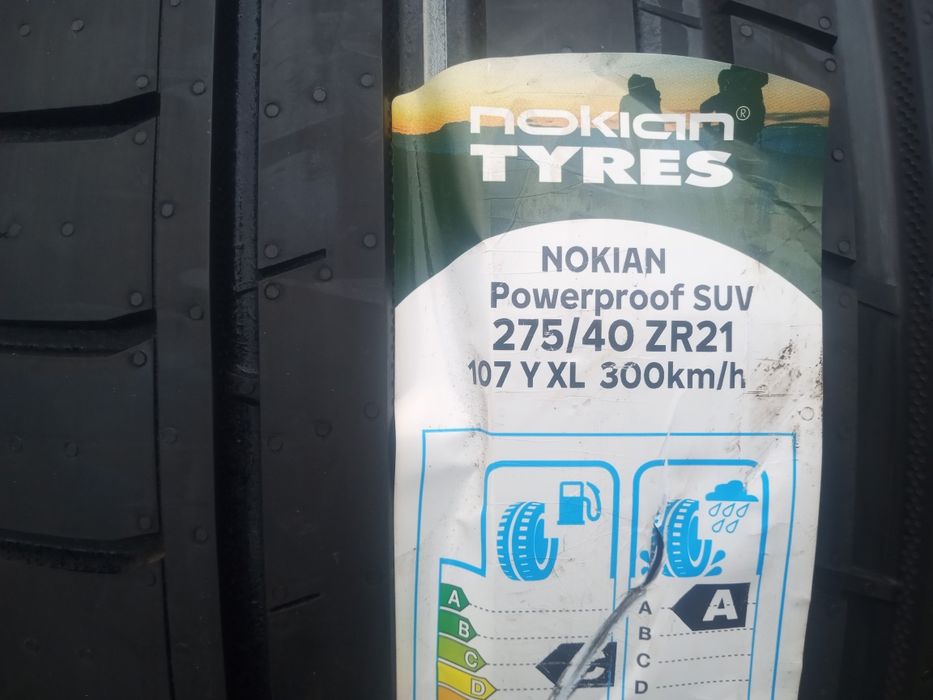 nokian®
TYRES
NOKIAN
Powerproof SUV
275/40 ZR21
107 Y XL 300km/h
A
B
C
D
C
A
B
C
D
A